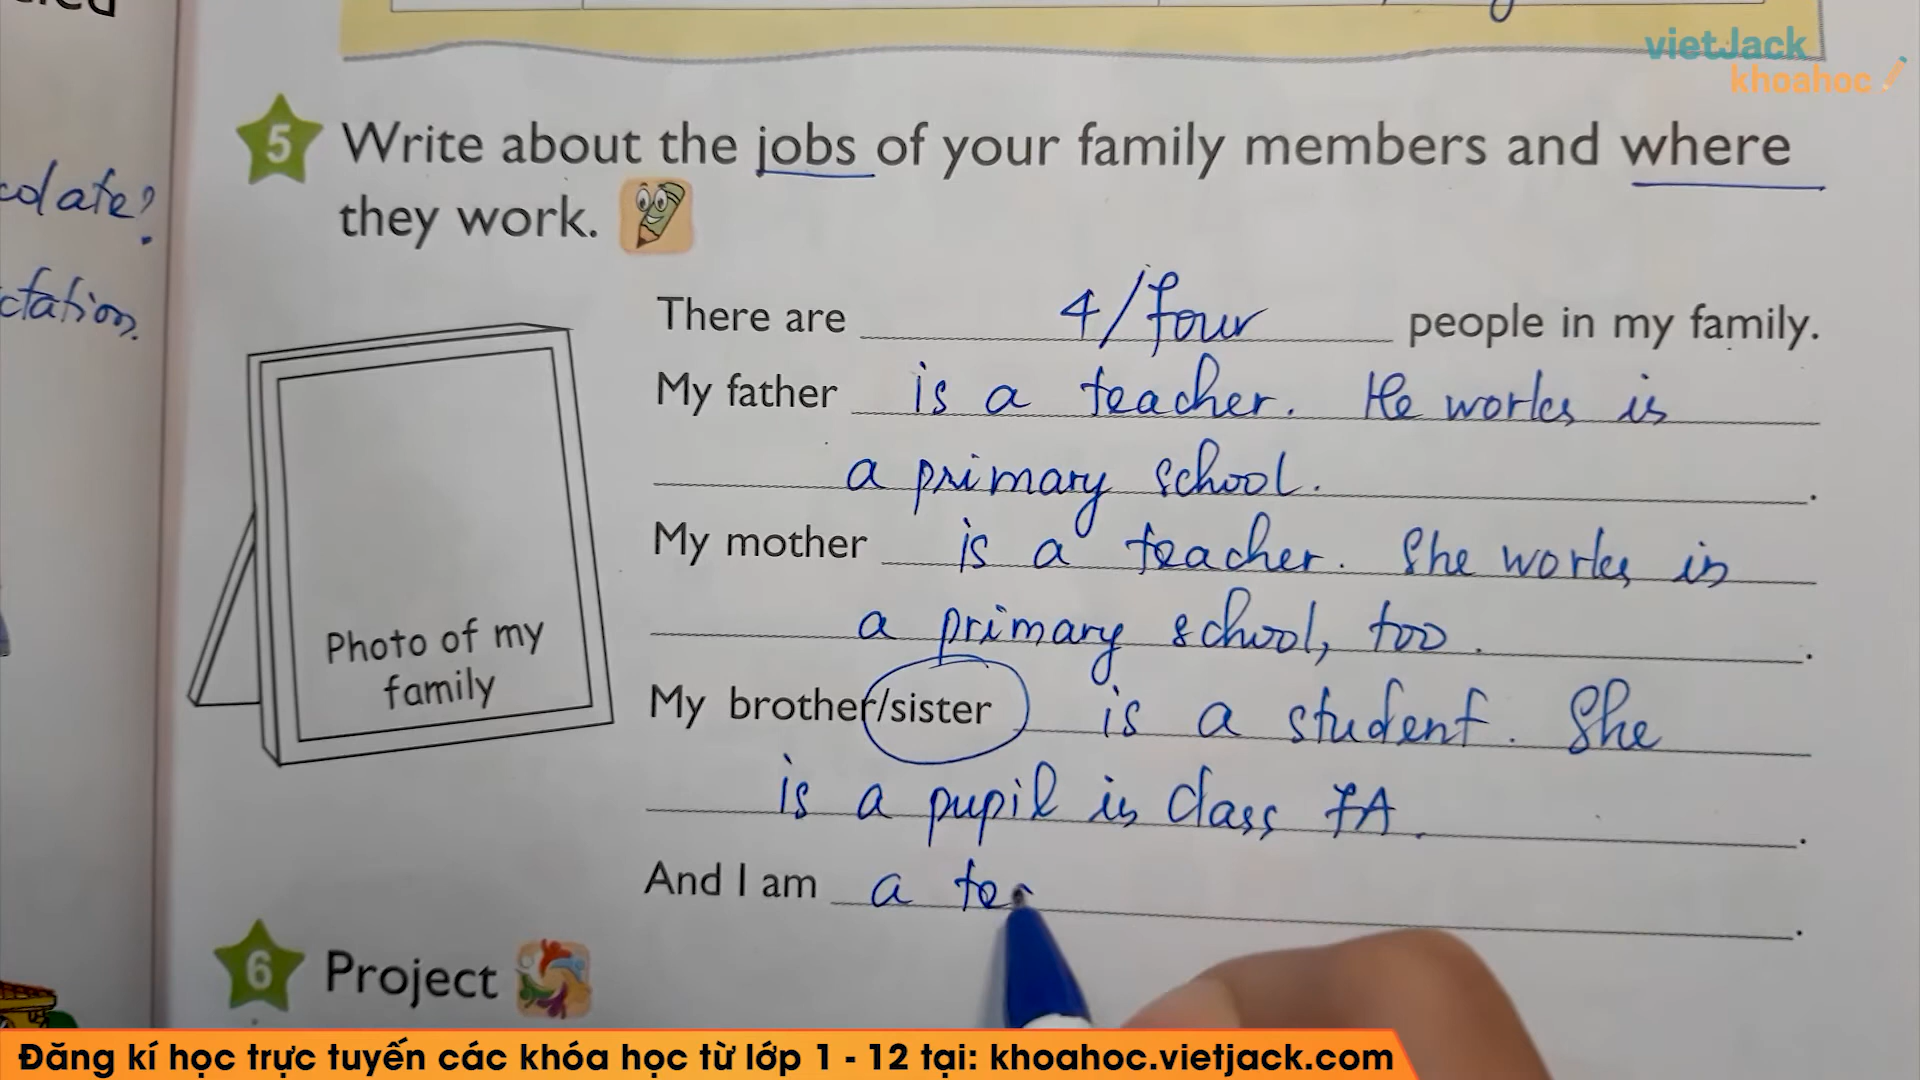 vietJack
khoahoc
5 Write about the jobs of your family members and where
they work.
colate?
ctation.
There are 4/four people in my family.
My father is a teacher. He works is
a primary school.
My mother is a teacher. She works in
a primary school, too.
My brother/sister is a student. She
is a pupil in class 7A.
And I am a te
Photo of my
family
6 Project
Đăng kí học trực tuyến các khóa học từ lớp 1 - 12 tại: khoahoc.vietjack.com